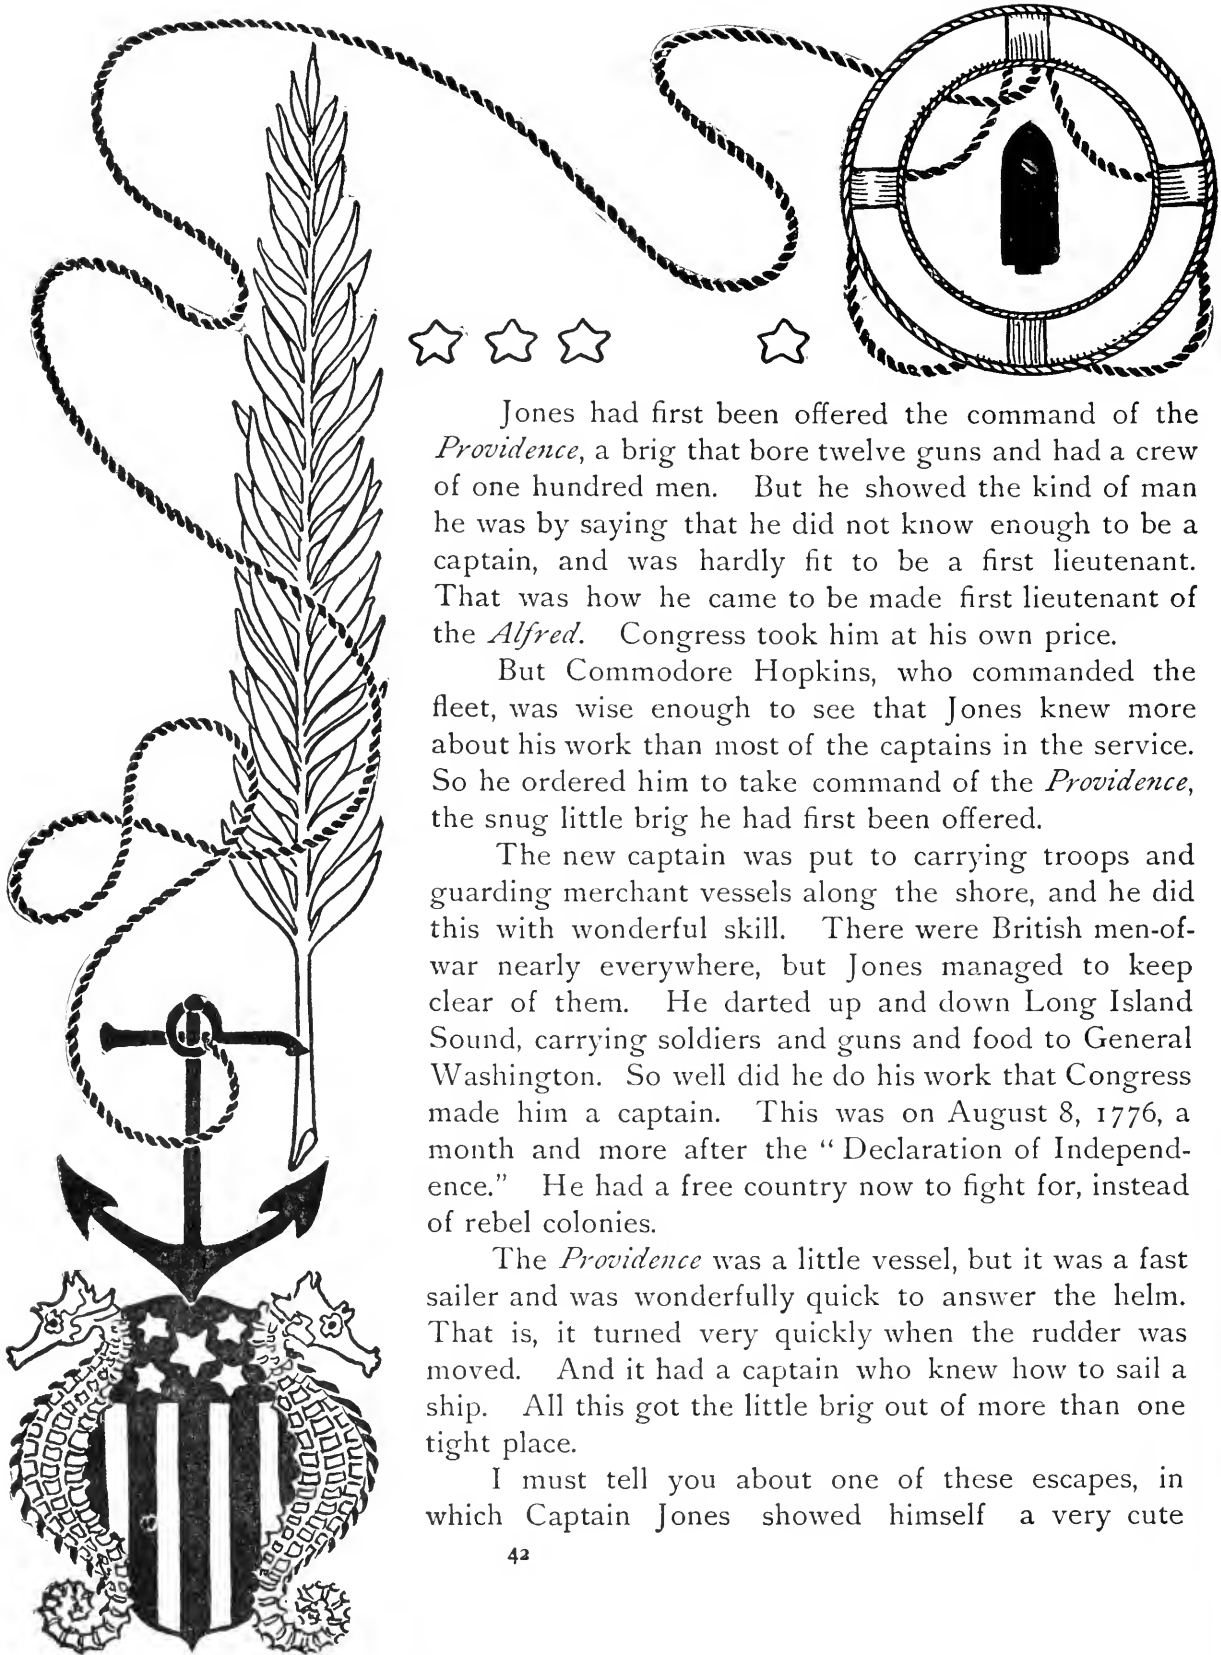 Jones had first been offered the command of the
Providence, a brig that bore twelve guns and had a crew
of one hundred men. But he showed the kind of man
he was by saying that he did not know enough to be a
captain, and was hardly fit to be a first lieutenant.
That was how he came to be made first lieutenant of
the Alfred. Congress took him at his own price.
But Commodore Hopkins, who commanded the
fleet, was wise enough to see that Jones knew more
about his work than most of the captains in the service.
So he ordered him to take command of the Providence,
the snug little brig he had first been offered.
The new captain was put to carrying troops and
guarding merchant vessels along the shore, and he did
this with wonderful skill. There were British men-of-
war nearly everywhere, but Jones managed to keep
clear of them. He darted up and down Long Island
Sound, carrying soldiers and guns and food to General
Washington. So well did he do his work that Congress
made him a captain. This was on August 8, 1776, a
month and more after the “ Declaration of Independ-
ence.” He had a free country now to fight for, instead
of rebel colonies.
The Providence was a little vessel, but it was a fast
sailer and was wonderfully quick to answer the helm.
That is, it turned very quickly when the rudder was
moved. And it had a captain who knew how to sail a
ship. All this got the little brig out of more than one
tight place.
I must tell you about one of these escapes, in
which Captain Jones showed himself a very cute
42